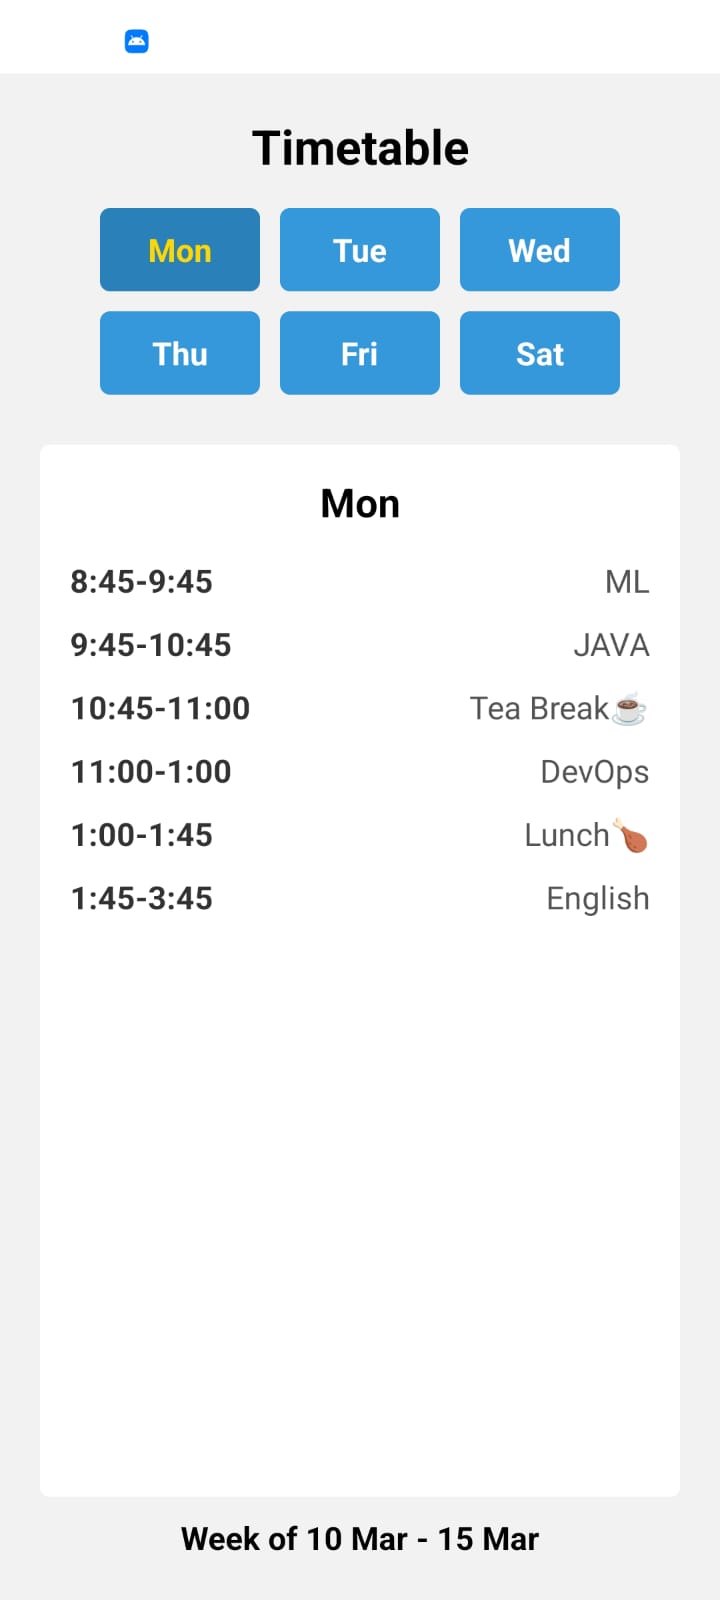 Timetable
Mon Tue Wed
Thu Fri Sat
Mon
8:45-9:45 ML
9:45-10:45 JAVA
10:45-11:00 Tea Break☕
11:00-1:00 DevOps
1:00-1:45 Lunch🍗
1:45-3:45 English
Week of 10 Mar - 15 Mar